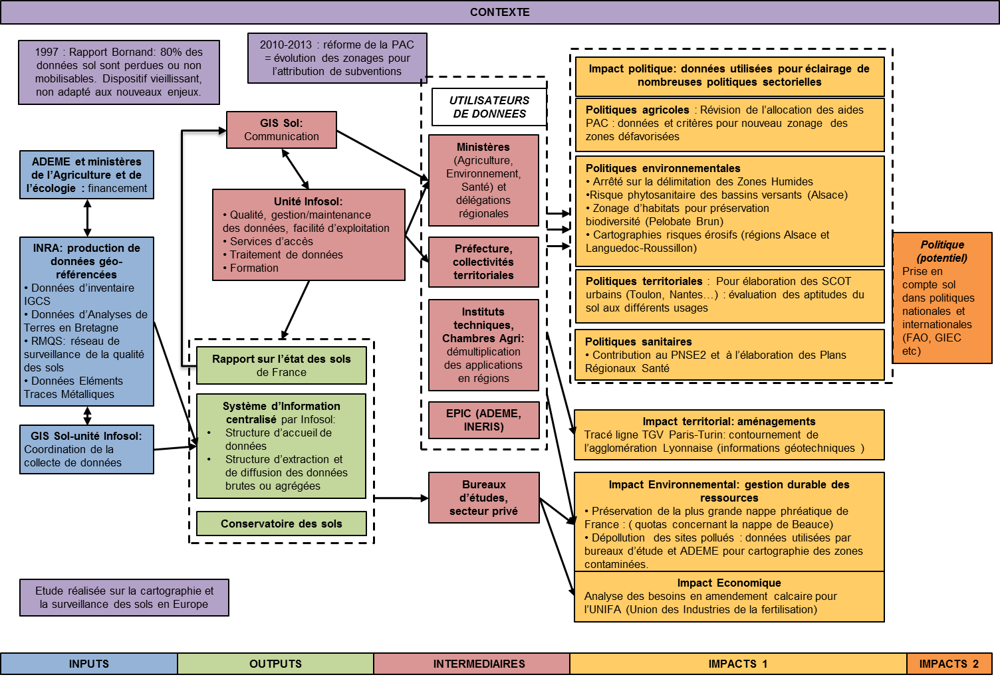 CONTEXTE
1997 : Rapport Bornand: 80% des
données sol sont perdues ou non
mobilisables. Dispositif vieillissant,
non adapté aux nouveaux enjeux.
2010-2013 : réforme de la PAC
= évolution des zonages pour
l’attribution de subventions
ADEME et ministères
de l’Agriculture et de
l’écologie : financement
INRA: production de
données géo-
référencées
• Données d’inventaire
IGCS
• Données d’Analyses de
Terres en Bretagne
• RMQS: réseau de
surveillance de la qualité
des sols
• Données Eléments
Traces Métalliques
GIS Sol-unité Infosol:
Coordination de la
collecte de données
Etude réalisée sur la cartographie et
la surveillance des sols en Europe
GIS Sol:
Communication
Unité Infosol:
• Qualité, gestion/maintenance
des données, facilité d’exploitation
• Services d’accès
• Traitement de données
• Formation
Rapport sur l’état des sols
de France
Système d’Information
centralisé par Infosol:
• Structure d’accueil de
données
• Structure d’extraction et
de diffusion des données
brutes ou agrégées
Conservatoire des sols
UTILISATEURS
DE DONNEES
Ministères
(Agriculture,
Environnement,
Santé) et
délégations
régionales
Préfecture,
collectivités
territoriales
Instituts
techniques,
Chambres Agri:
démultiplication
des applications
en régions
EPIC (ADEME,
INERIS)
Bureaux
d’études,
secteur privé
Impact politique: données utilisées pour éclairage de
nombreuses politiques sectorielles
Politiques agricoles : Révision de l’allocation des aides
PAC : données et critères pour nouveau zonage des
zones défavorisées
Politiques environnementales
• Arrêté sur la délimitation des Zones Humides
•Risque phytosanitaire des bassins versants (Alsace)
• Zonage d’habitats pour préservation
biodiversité (Pelobate Brun)
• Cartographies risques érosifs (régions Alsace et
Languedoc-Roussillon)
Politiques territoriales : Pour élaboration des SCOT
urbains (Toulon, Nantes…) : évaluation des aptitudes du
sol aux différents usages
Politiques sanitaires
• Contribution au PNSE2 et à l’élaboration des Plans
Régionaux Santé
Impact territorial: aménagements
Tracé ligne TGV Paris-Turin: contournement de
l’agglomération Lyonnaise (informations géotechniques )
Impact Environnemental: gestion durable des
ressources
• Préservation de la plus grande nappe phréatique de
France : ( quotas concernant la nappe de Beauce)
• Dépollution des sites pollués : données utilisées par
bureaux d’étude et ADEME pour cartographie des zones
contaminées.
Impact Economique
Analyse des besoins en amendement calcaire pour
l’UNIFA (Union des Industries de la fertilisation)
Politique
(potentiel)
Prise en
compte sol
dans politiques
nationales et
internationales
(FAO, GIEC
etc)
INPUTS
OUTPUTS
INTERMEDIAIRES
IMPACTS 1
IMPACTS 2